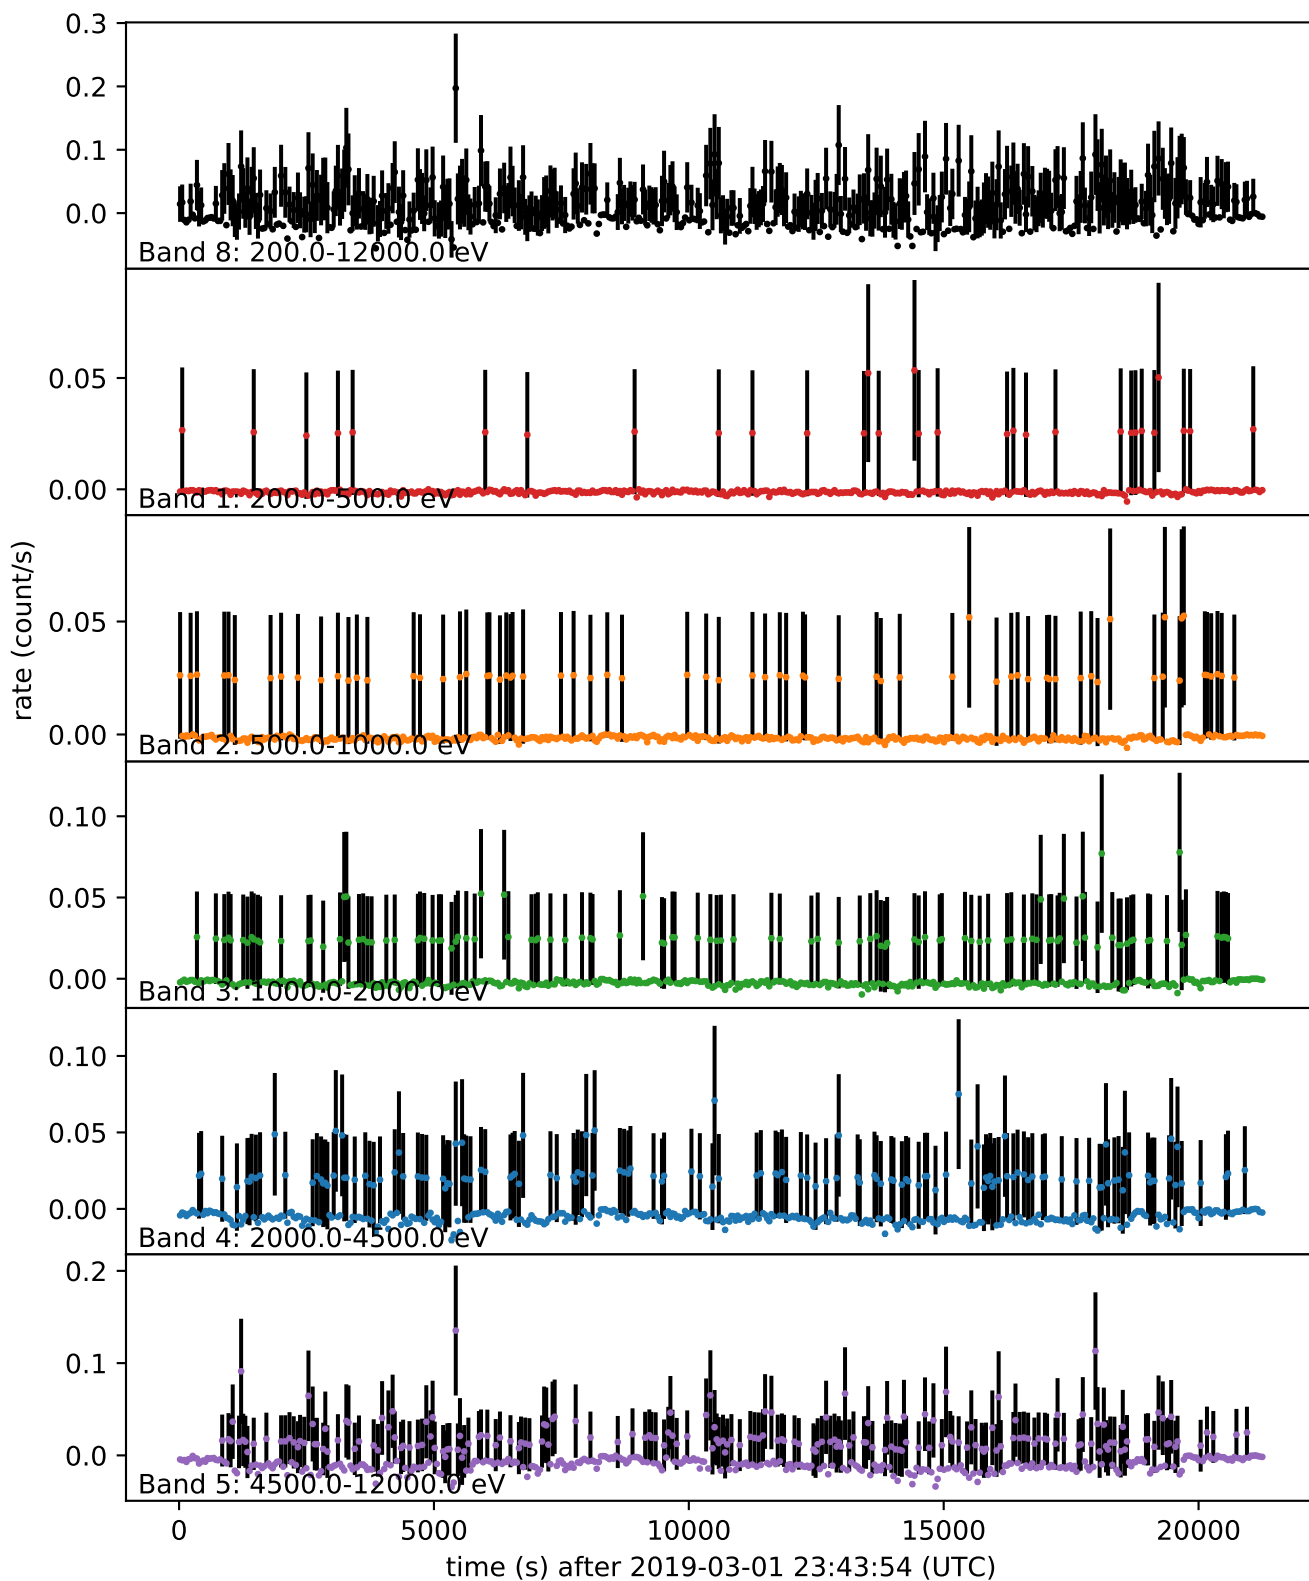 0.3
0.2
0.1
0.0
Band 8: 200.0-12000.0 eV
0.05
0.00
Band 1: 200.0-500.0 eV
rate (count/s)
0.05
0.00
Band 2: 500.0-1000.0 eV
0.10
0.05
0.00
Band 3: 1000.0-2000.0 eV
0.10
0.05
0.00
Band 4: 2000.0-4500.0 eV
0.2
0.1
0.0
Band 5: 4500.0-12000.0 eV
0 5000 10000 15000 20000
time (s) after 2019-03-01 23:43:54 (UTC)